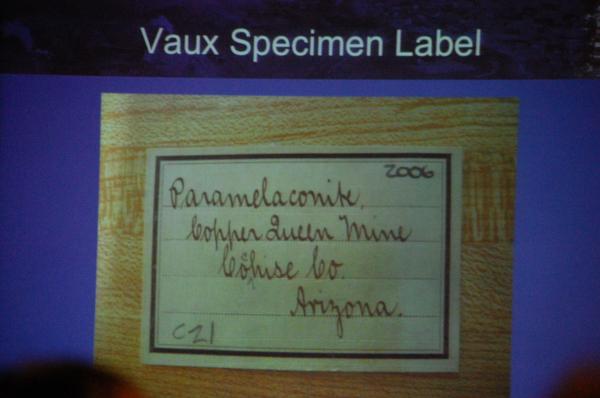 Vaux Specimen Label
2006
Paramelaconite,
Copper Queen Mine
Cochise Co.
Arizona.
C21